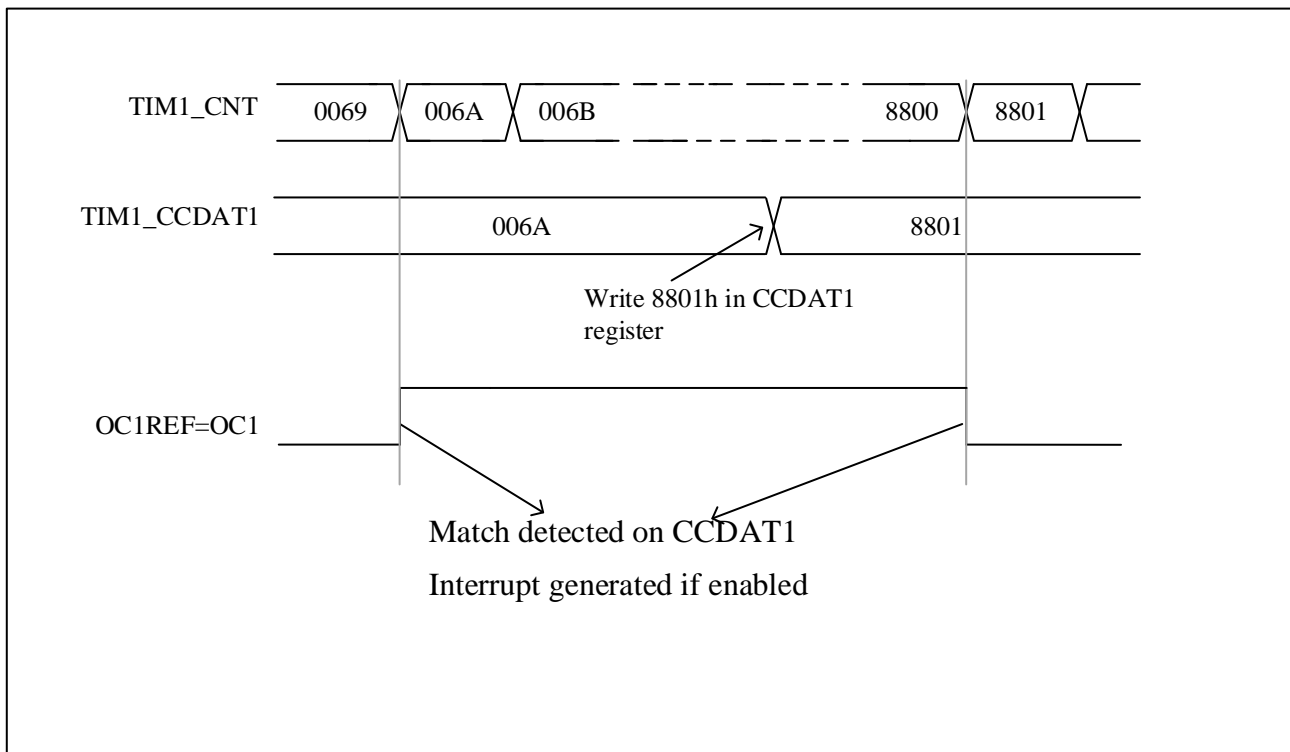 TIM1_CNT
0069
006A
006B
8800
8801
TIM1_CCDAT1
006A
8801
Write 8801h in CCDAT1
register
OC1REF=OC1
Match detected on CCDAT1
Interrupt generated if enabled